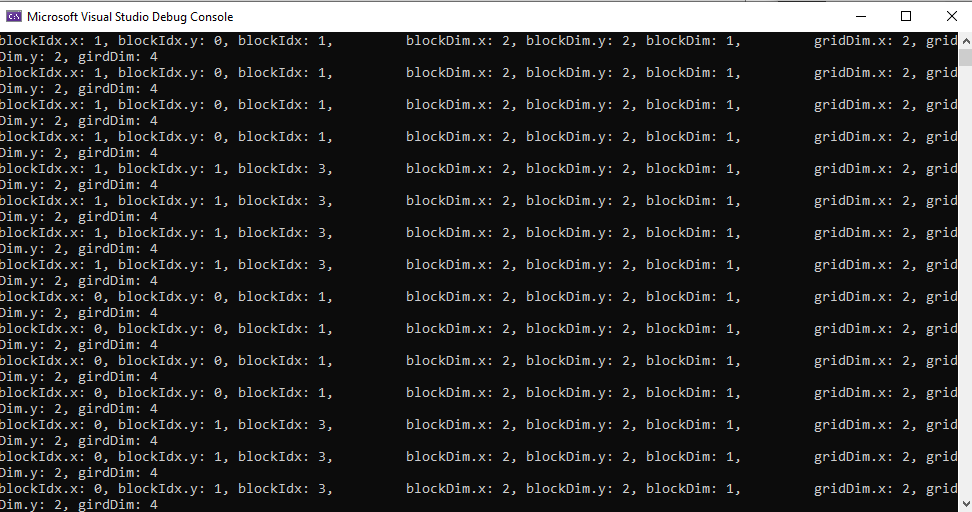 Microsoft Visual Studio Debug Console
blockIdx.x: 1, blockIdx.y: 0, blockIdx: 1,         blockDim.x: 2, blockDim.y: 2, blockDim: 1,         gridDim.x: 2, grid
Dim.y: 2, girdDim: 4
blockIdx.x: 1, blockIdx.y: 0, blockIdx: 1,         blockDim.x: 2, blockDim.y: 2, blockDim: 1,         gridDim.x: 2, grid
Dim.y: 2, girdDim: 4
blockIdx.x: 1, blockIdx.y: 0, blockIdx: 1,         blockDim.x: 2, blockDim.y: 2, blockDim: 1,         gridDim.x: 2, grid
Dim.y: 2, girdDim: 4
blockIdx.x: 1, blockIdx.y: 0, blockIdx: 1,         blockDim.x: 2, blockDim.y: 2, blockDim: 1,         gridDim.x: 2, grid
Dim.y: 2, girdDim: 4
blockIdx.x: 1, blockIdx.y: 1, blockIdx: 3,         blockDim.x: 2, blockDim.y: 2, blockDim: 1,         gridDim.x: 2, grid
Dim.y: 2, girdDim: 4
blockIdx.x: 1, blockIdx.y: 1, blockIdx: 3,         blockDim.x: 2, blockDim.y: 2, blockDim: 1,         gridDim.x: 2, grid
Dim.y: 2, girdDim: 4
blockIdx.x: 1, blockIdx.y: 1, blockIdx: 3,         blockDim.x: 2, blockDim.y: 2, blockDim: 1,         gridDim.x: 2, grid
Dim.y: 2, girdDim: 4
blockIdx.x: 1, blockIdx.y: 1, blockIdx: 3,         blockDim.x: 2, blockDim.y: 2, blockDim: 1,         gridDim.x: 2, grid
Dim.y: 2, girdDim: 4
blockIdx.x: 0, blockIdx.y: 0, blockIdx: 1,         blockDim.x: 2, blockDim.y: 2, blockDim: 1,         gridDim.x: 2, grid
Dim.y: 2, girdDim: 4
blockIdx.x: 0, blockIdx.y: 0, blockIdx: 1,         blockDim.x: 2, blockDim.y: 2, blockDim: 1,         gridDim.x: 2, grid
Dim.y: 2, girdDim: 4
blockIdx.x: 0, blockIdx.y: 0, blockIdx: 1,         blockDim.x: 2, blockDim.y: 2, blockDim: 1,         gridDim.x: 2, grid
Dim.y: 2, girdDim: 4
blockIdx.x: 0, blockIdx.y: 0, blockIdx: 1,         blockDim.x: 2, blockDim.y: 2, blockDim: 1,         gridDim.x: 2, grid
Dim.y: 2, girdDim: 4
blockIdx.x: 0, blockIdx.y: 1, blockIdx: 3,         blockDim.x: 2, blockDim.y: 2, blockDim: 1,         gridDim.x: 2, grid
Dim.y: 2, girdDim: 4
blockIdx.x: 0, blockIdx.y: 1, blockIdx: 3,         blockDim.x: 2, blockDim.y: 2, blockDim: 1,         gridDim.x: 2, grid
Dim.y: 2, girdDim: 4
blockIdx.x: 0, blockIdx.y: 1, blockIdx: 3,         blockDim.x: 2, blockDim.y: 2, blockDim: 1,         gridDim.x: 2, grid
Dim.y: 2, girdDim: 4